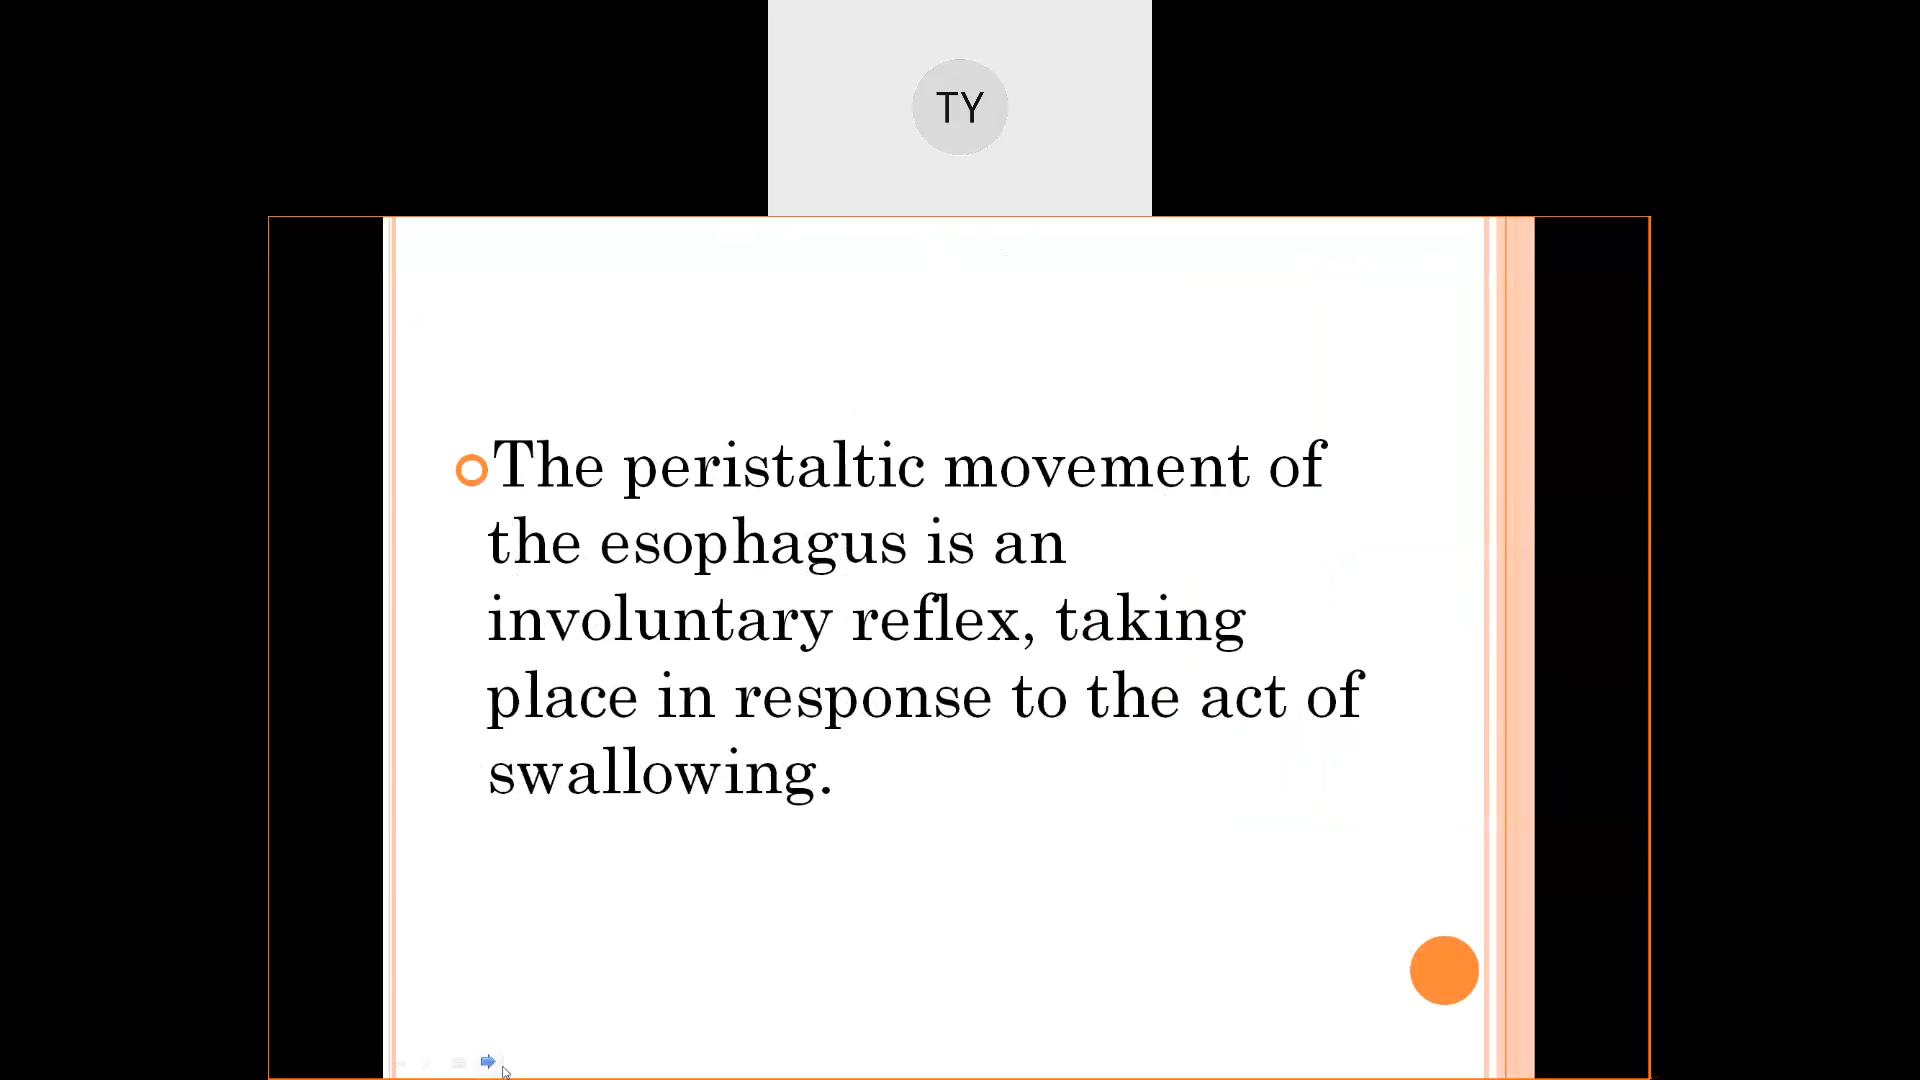 TY
The peristaltic movement of
the esophagus is an
involuntary reflex, taking
place in response to the act of
swallowing.